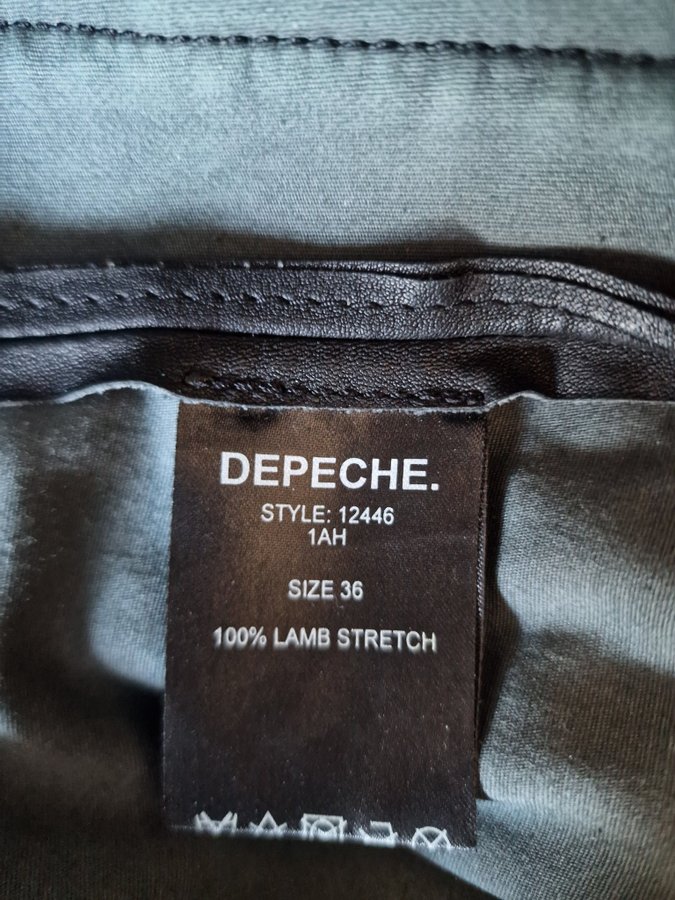 DEPECHE.
STYLE: 12446
1AH
SIZE 36
100% LAMB STRETCH